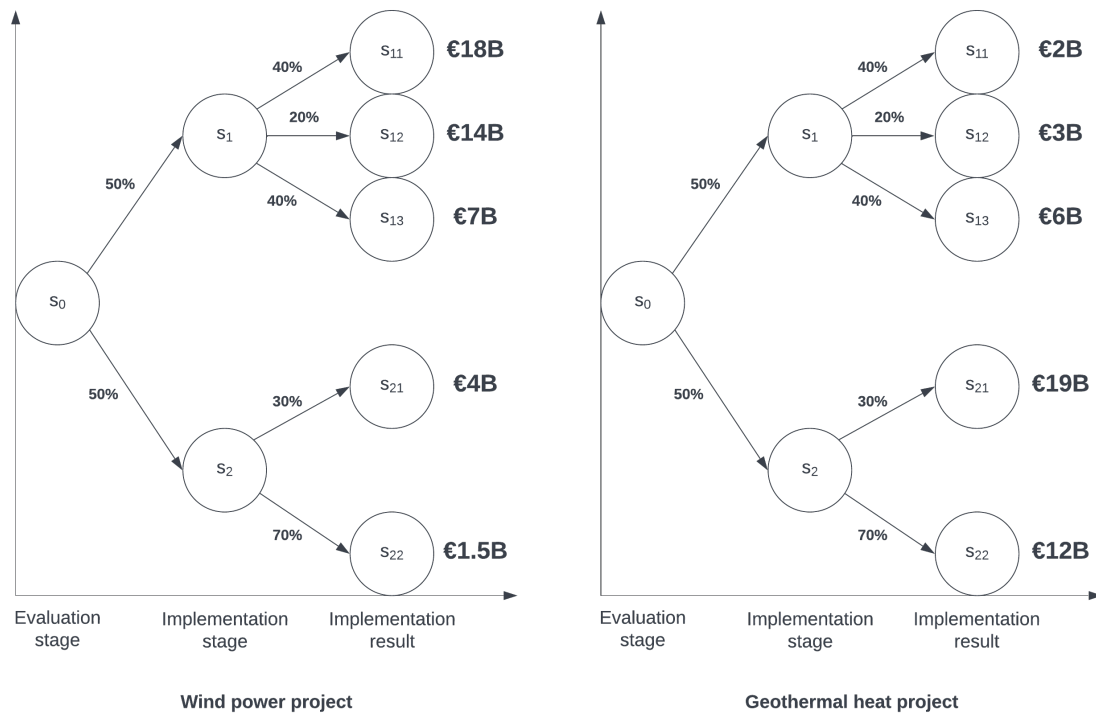 s11 €18B
40%
20%
s1
s12 €14B
50%
40%
s13 €7B
s0
50%
s21 €4B
30%
s2
70%
s22 €1.5B
Evaluation
stage
Implementation
stage
Implementation
result
Wind power project
s11 €2B
40%
20%
s1
s12 €3B
50%
40%
s13 €6B
s0
50%
s21 €19B
30%
s2
70%
s22 €12B
Evaluation
stage
Implementation
stage
Implementation
result
Geothermal heat project